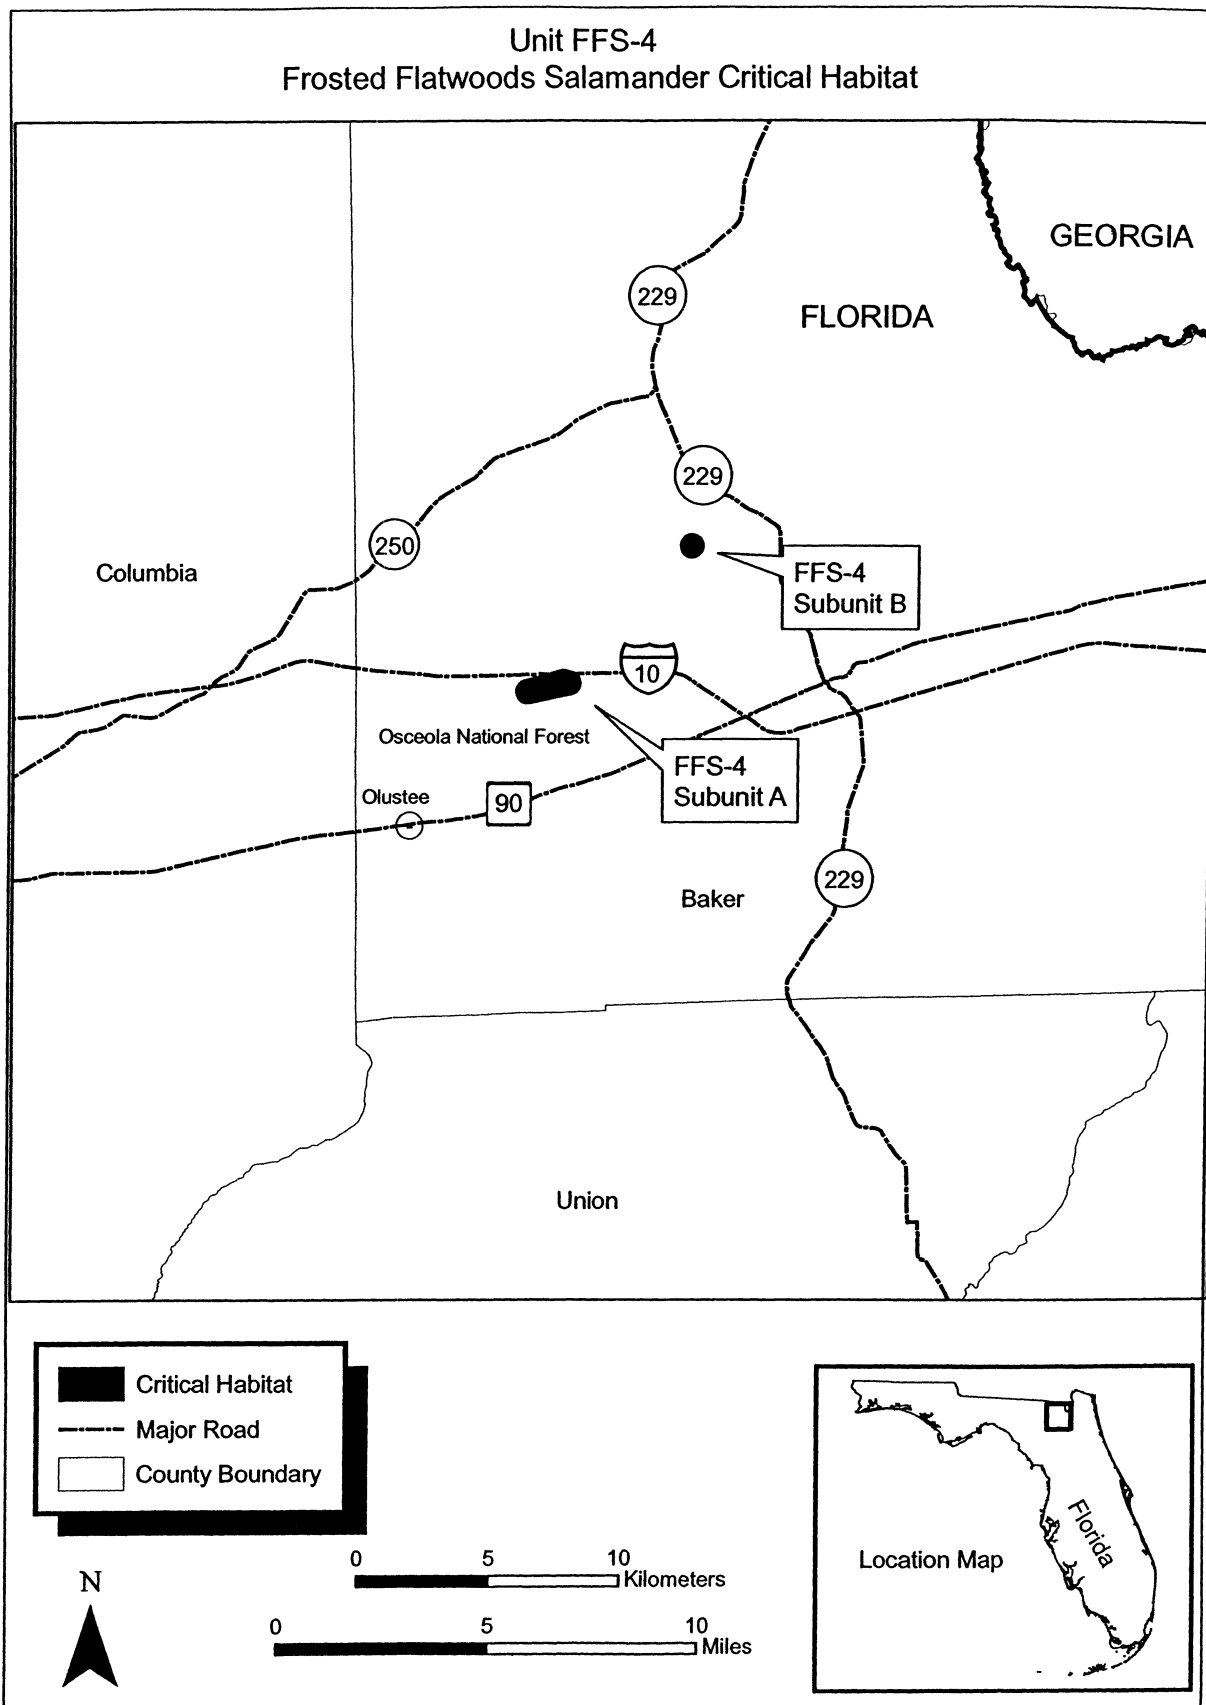 Unit FFS-4
Frosted Flatwoods Salamander Critical Habitat
GEORGIA
229
FLORIDA
229
250
Columbia
FFS-4
Subunit B
10
Osceola National Forest
FFS-4
Subunit A
Olustee
90
229
Baker
Union
Critical Habitat
Major Road
County Boundary
N
0 5 10
Kilometers
0 5 10
Miles
Florida
Location Map